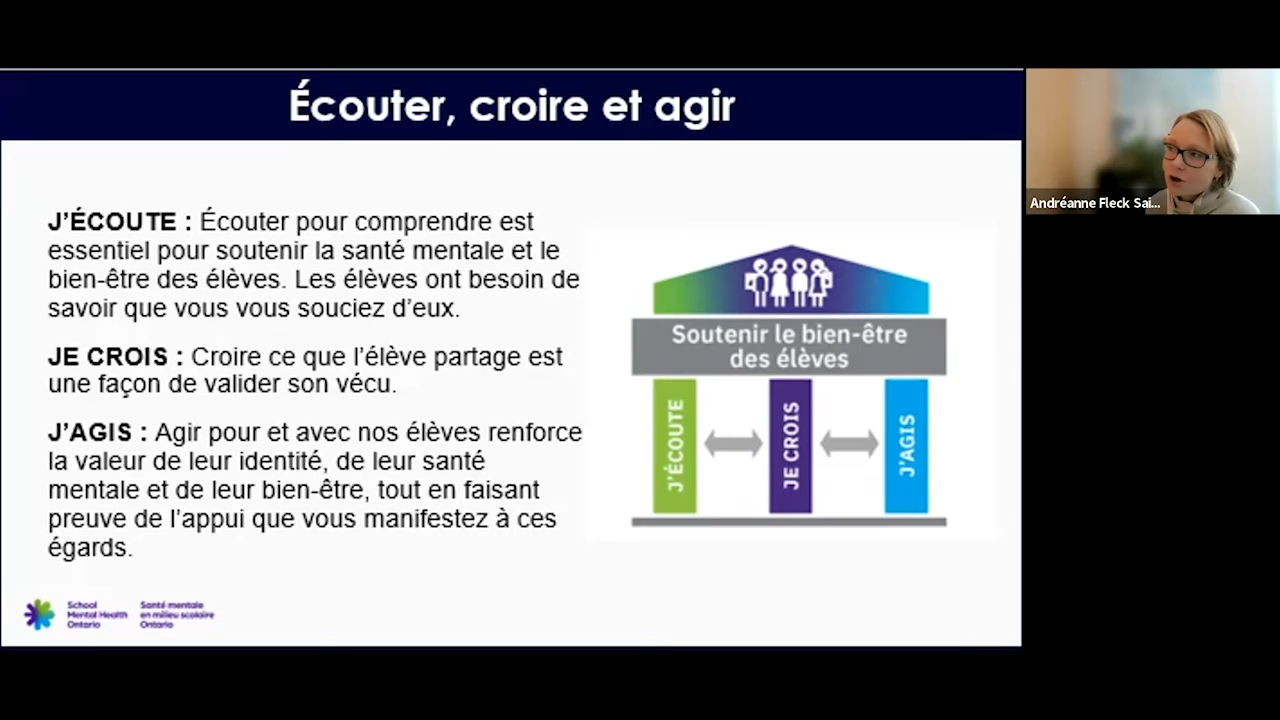 Écouter, croire et agir
J'ÉCOUTE : Écouter pour comprendre est
essentiel pour soutenir la santé mentale et le
bien-être des élèves. Les élèves ont besoin de
savoir que vous vous souciez d'eux.
JE CROIS : Croire ce que l'élève partage est
une façon de valider son vécu.
J'AGIS : Agir pour et avec nos élèves renforce
la valeur de leur identité, de leur santé
mentale et de leur bien-être, tout en faisant
preuve de l'appui que vous manifestez à ces
égards.
Soutenir le bien-être
des élèves
J'ÉCOUTE
JE CROIS
J'AGIS
School
Mental Health
Ontario
Santé mentale
en milieu scolaire
Ontario
Andréanne Fleck Sai...